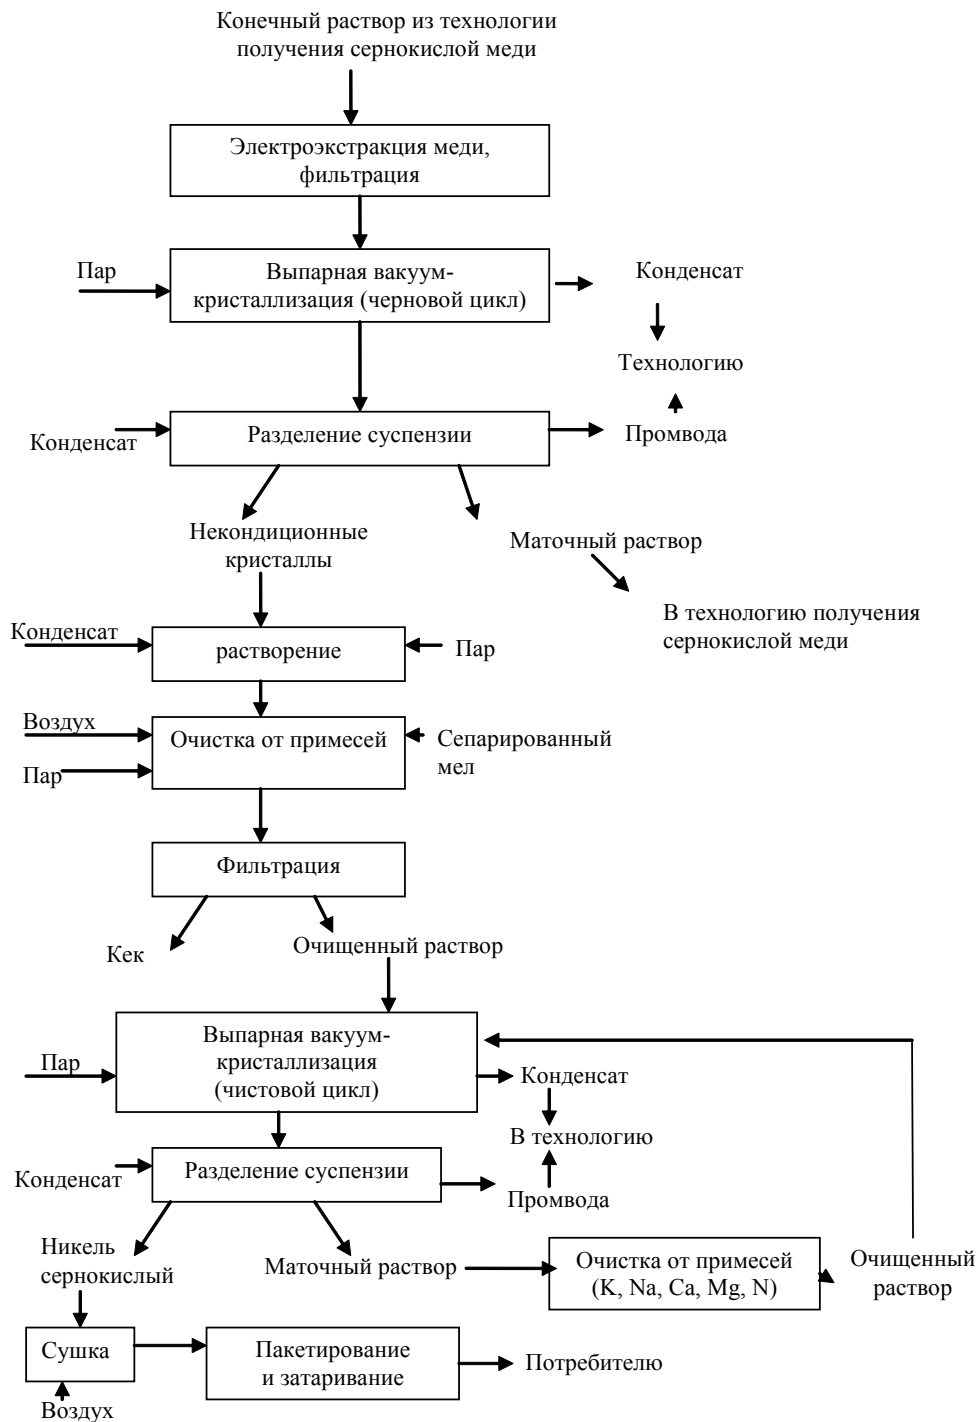 Конечный раствор из технологии
получения сернокислой меди
Электроэкстракция меди,
фильтрация
Пар
Выпарная вакуум-
кристаллизация (черновой цикл)
Конденсат
Технологию
Конденсат
Разделение суспензии
Промвода
Некондиционные
кристаллы
Маточный раствор
В технологию получения
сернокислой меди
Конденсат
растворение
Пар
Воздух
Очистка от примесей
Сепарированный
мел
Пар
Фильтрация
Кек
Очищенный раствор
Выпарная вакуум-
кристаллизация
(чистовой цикл)
Пар
Конденсат
В технологию
Конденсат
Разделение суспензии
Промвода
Никель
сернокислый
Маточный раствор
Очистка от примесей
(K, Na, Ca, Mg, N)
Очищенный
раствор
Сушка
Пакетирование
и затаривание
Потребителю
Воздух